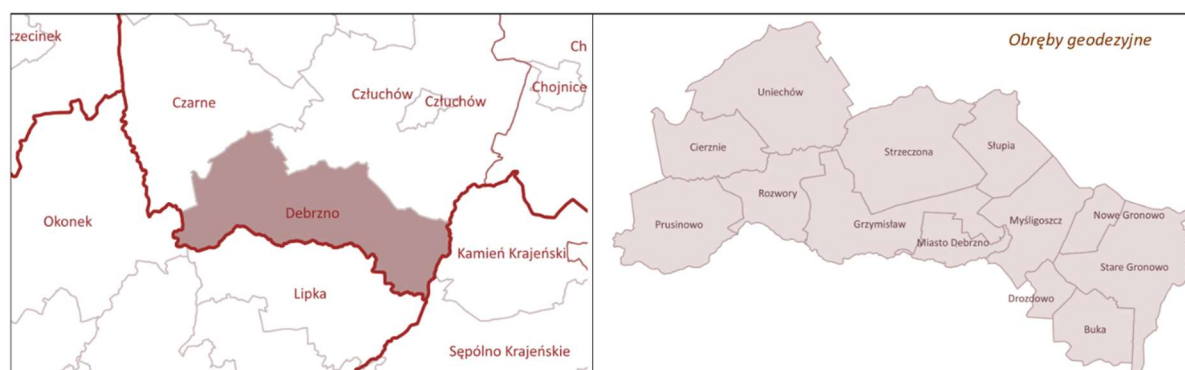 zczecinek
Ch
Chojnice
Czarne
Człuchów
Człuchów
Okonek
Debrzno
Kamień Krajeński
Lipka
Sępólno Krajeńskie
Obręby geodezyjne
Uniechów
Cierznie
Strzeczona
Słupia
Rozwory
Prusinowo
Grzymisław
Myśligoszcz
Nowe Gronowo
Miasto Debrzno
Stare Gronowo
Drozdowo
Buka